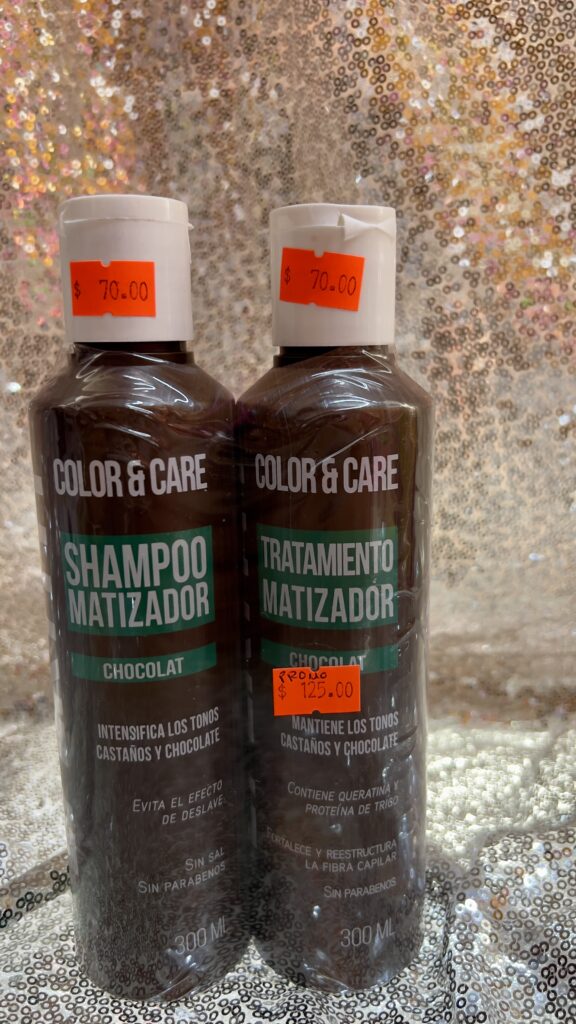 $ 70.00
COLOR & CARE
SHAMPOO
MATIZADOR
CHOCOLAT
INTENSIFICA LOS TONOS
CASTAÑOS Y CHOCOLATE
EVITA EL EFECTO
DE DESLAVE
SIN SAL
SIN PARABENOS
300 ML
$ 70.00
COLOR & CARE
TRATAMIENTO
MATIZADOR
CHOCOLAT
PROMO
$ 125.00
MANTIENE LOS TONOS
CASTAÑOS Y CHOCOLATE
CONTIENE QUERATINA Y
PROTEÍNA DE TRIGO
FORTALECE Y REESTRUCTURA
LA FIBRA CAPILAR
SIN PARABENOS
300 ML